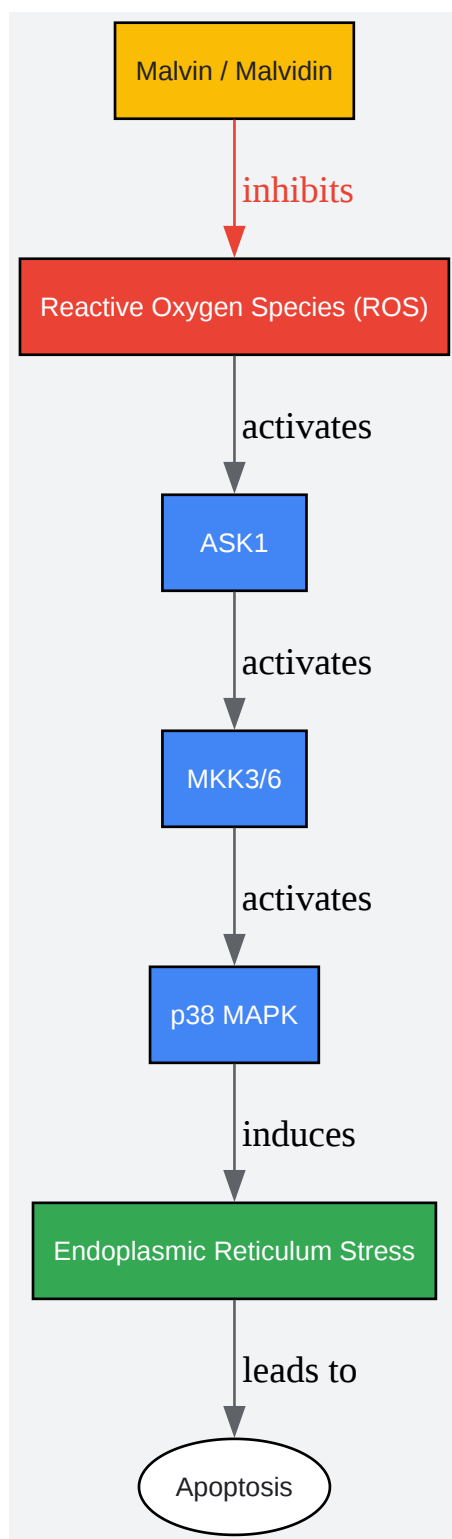 Malvin / Malvidin
inhibits
Reactive Oxygen Species (ROS)
activates
ASK1
activates
MKK3/6
activates
p38 MAPK
induces
Endoplasmic Reticulum Stress
leads to
Apoptosis